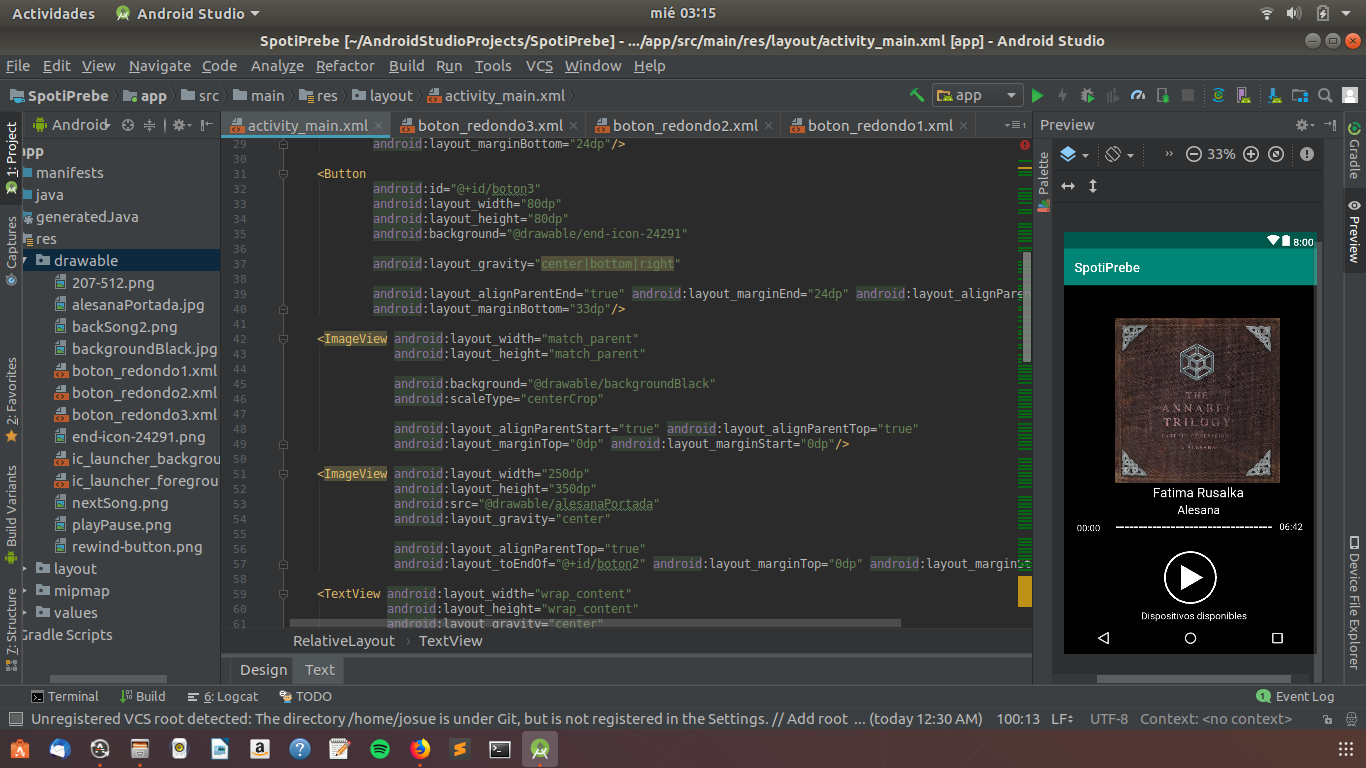 Actividades Android Studio mié 03:15
SpotiPrebe [~/AndroidStudioProjects/SpotiPrebe] - .../app/src/main/res/layout/activity_main.xml [app] - Android Studio
File Edit View Navigate Code Analyze Refactor Build Run Tools VCS Window Help
SpotiPrebe app src main res layout activity_main.xml app
1: Project
Captures
2: Favorites
Build Variants
7: Structure
Android
app
manifests
java
generatedJava
res
drawable
207-512.png
alesanaPortada.jpg
backSong2.png
backgroundBlack.jpg
boton_redondo1.xml
boton_redondo2.xml
boton_redondo3.xml
end-icon-24291.png
ic_launcher_backgrou
ic_launcher_foregrou
nextSong.png
playPause.png
rewind-button.png
layout
mipmap
values
Gradle Scripts
activity_main.xml boton_redondo3.xml boton_redondo2.xml boton_redondo1.xml
29 android:layout_marginBottom="24dp"/>
30
31 <Button
32 android:id="@+id/boton3"
33 android:layout_width="80dp"
34 android:layout_height="80dp"
35 android:background="@drawable/end-icon-24291"
36
37 android:layout_gravity="center|bottom|right"
38
39 android:layout_alignParentEnd="true" android:layout_marginEnd="24dp" android:layout_alignParen
40 android:layout_marginBottom="33dp"/>
41
42 <ImageView android:layout_width="match_parent"
43 android:layout_height="match_parent"
44
45 android:background="@drawable/backgroundBlack"
46 android:scaleType="centerCrop"
47
48 android:layout_alignParentStart="true" android:layout_alignParentTop="true"
49 android:layout_marginTop="0dp" android:layout_marginStart="0dp"/>
50
51 <ImageView android:layout_width="250dp"
52 android:layout_height="350dp"
53 android:src="@drawable/alesanaPortada"
54 android:layout_gravity="center"
55
56 android:layout_alignParentTop="true"
57 android:layout_toEndOf="@+id/boton2" android:layout_marginTop="0dp" android:layout_marginSt
58
59 <TextView android:layout_width="wrap_content"
60 android:layout_height="wrap_content"
61 android:layout_gravity="center"
RelativeLayout › TextView
Design Text
Preview
Palette
33%
8:00
SpotiPrebe
THE
ANNABEL
TRILOGY
ALESANA
Fatima Rusalka
Alesana
00:00 06:42
Dispositivos disponibles
Gradle
Preview
Device File Explorer
Terminal Build 6: Logcat TODO 1 Event Log
Unregistered VCS root detected: The directory /home/josue is under Git, but is not registered in the Settings. // Add root ... (today 12:30 AM) 100:13 LF UTF-8 Context: <no context>